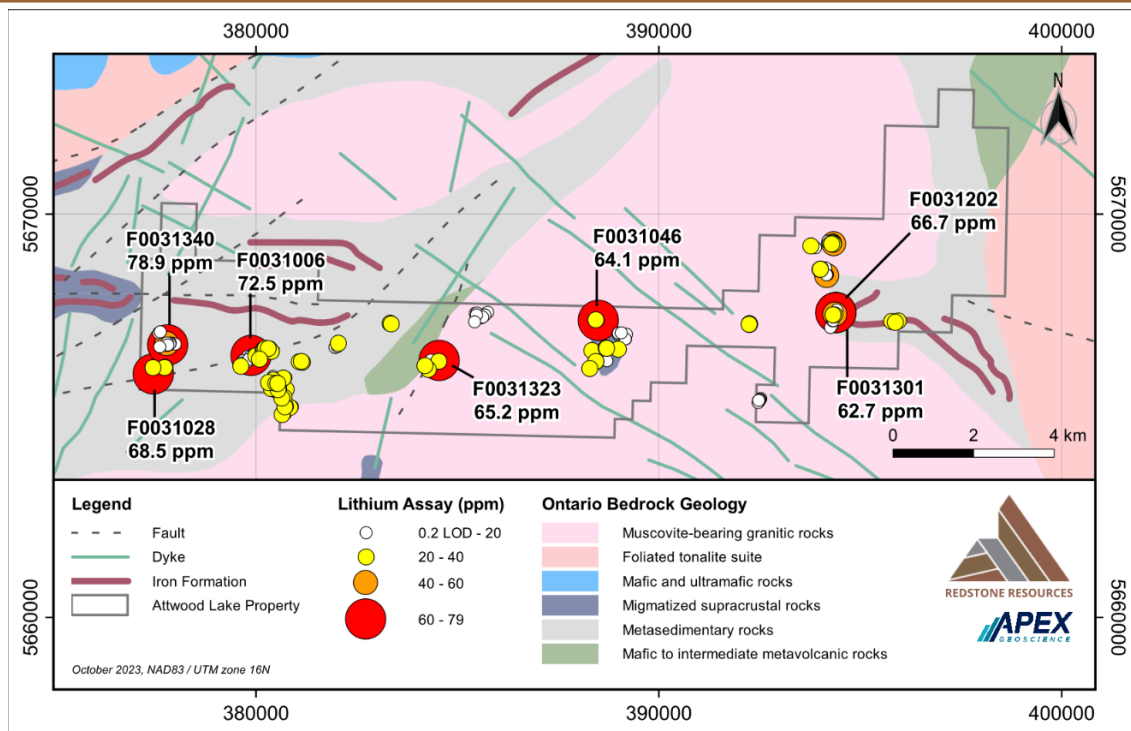 380000
390000
400000
N
5670000
5670000
F0031202
66.7 ppm
F0031340
78.9 ppm
F0031006
72.5 ppm
F0031046
64.1 ppm
F0031323
65.2 ppm
F0031301
62.7 ppm
F0031028
68.5 ppm
0 2 4 km
Legend
Fault
Dyke
Iron Formation
Attwood Lake Property
October 2023, NAD83 / UTM zone 16N
Lithium Assay (ppm)
0.2 LOD - 20
20 - 40
40 - 60
60 - 79
Ontario Bedrock Geology
Muscovite-bearing granitic rocks
Foliated tonalite suite
Mafic and ultramafic rocks
Migmatized supracrustal rocks
Metasedimentary rocks
Mafic to intermediate metavolcanic rocks
REDSTONE RESOURCES
APEX
GEOSCIENCE
5660000
5660000
380000
390000
400000